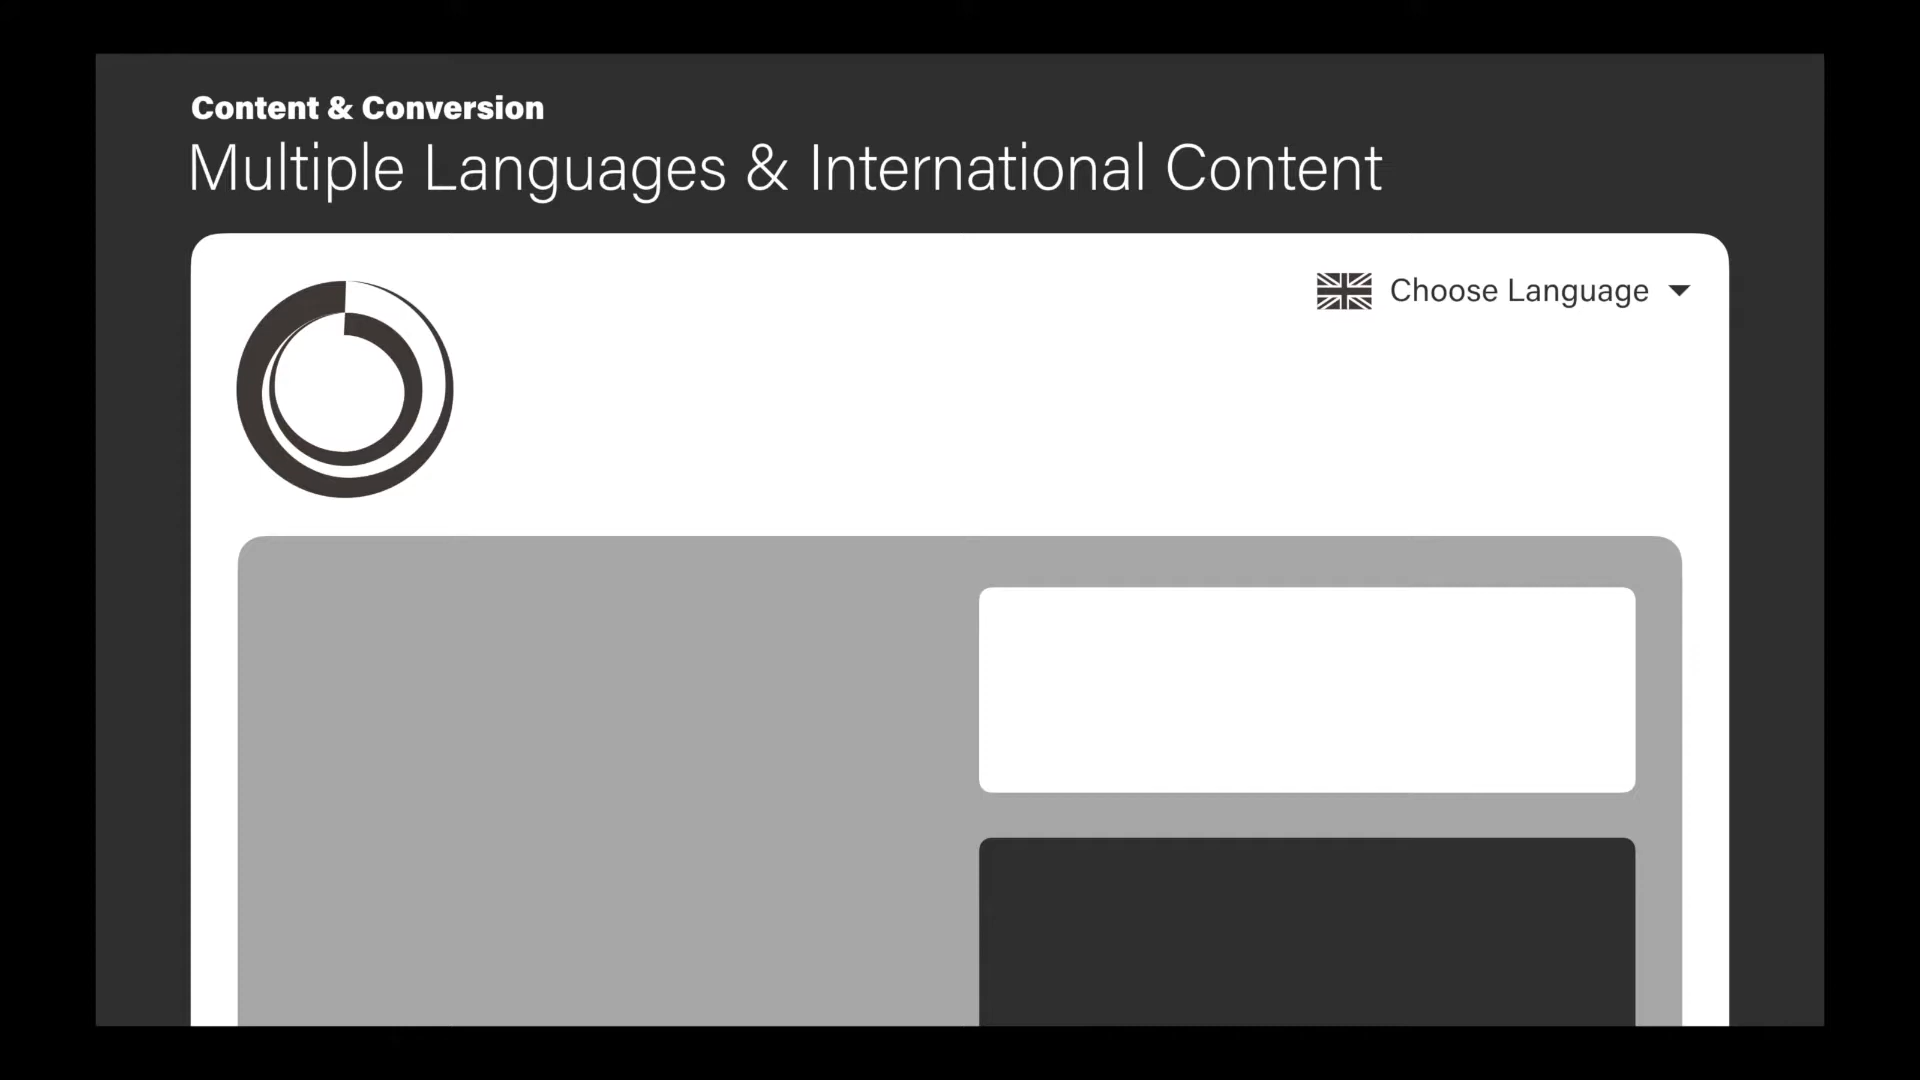 Content & Conversion
Multiple Languages & International Content
Choose Language